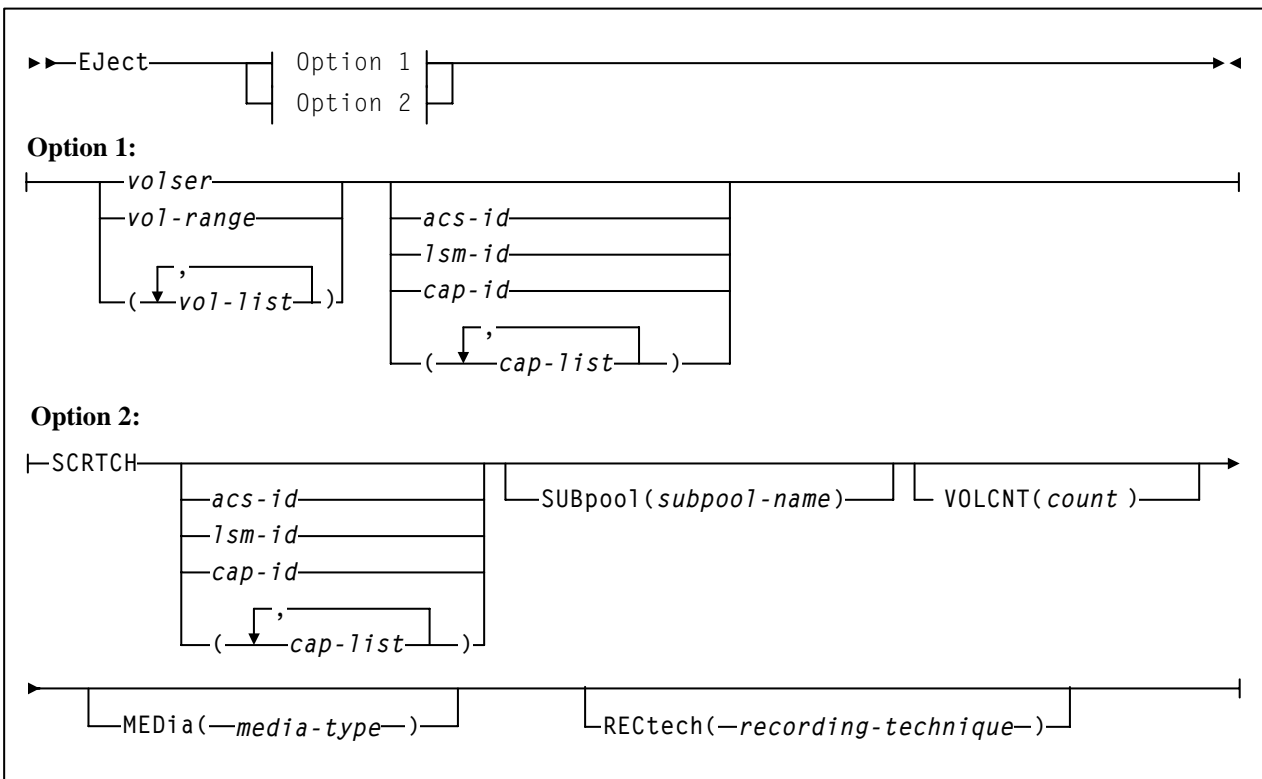 EJect Option 1
Option 2
Option 1:
volser
vol-range
,
( vol-list )
acs-id
lsm-id
cap-id
,
( cap-list )
Option 2:
SCRTCH
acs-id
lsm-id
cap-id
,
( cap-list )
SUBpool(subpool-name)
VOLCNT(count )
MEDia( media-type )
RECtech( recording-technique )